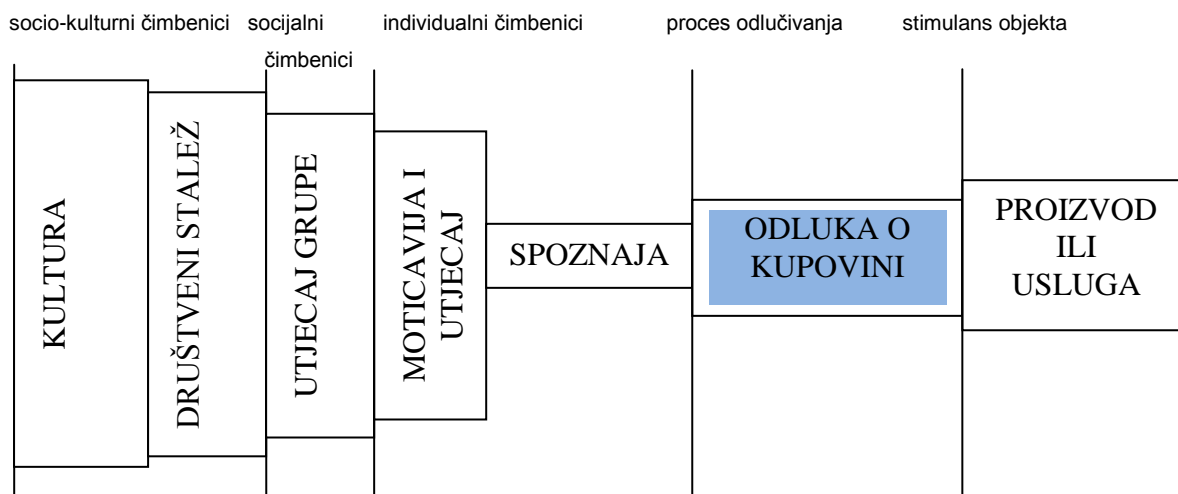 socio-kulturni čimbenici
socijalni
čimbenici
individualni čimbenici
proces odlučivanja
stimulans objekta
KULTURA
DRUŠTVENI STALEŽ
UTJECAJ GRUPE
MOTICAVIJA I
UTJECAJ
SPOZNAJA
ODLUKA O
KUPOVINI
PROIZVOD
ILI
USLUGA